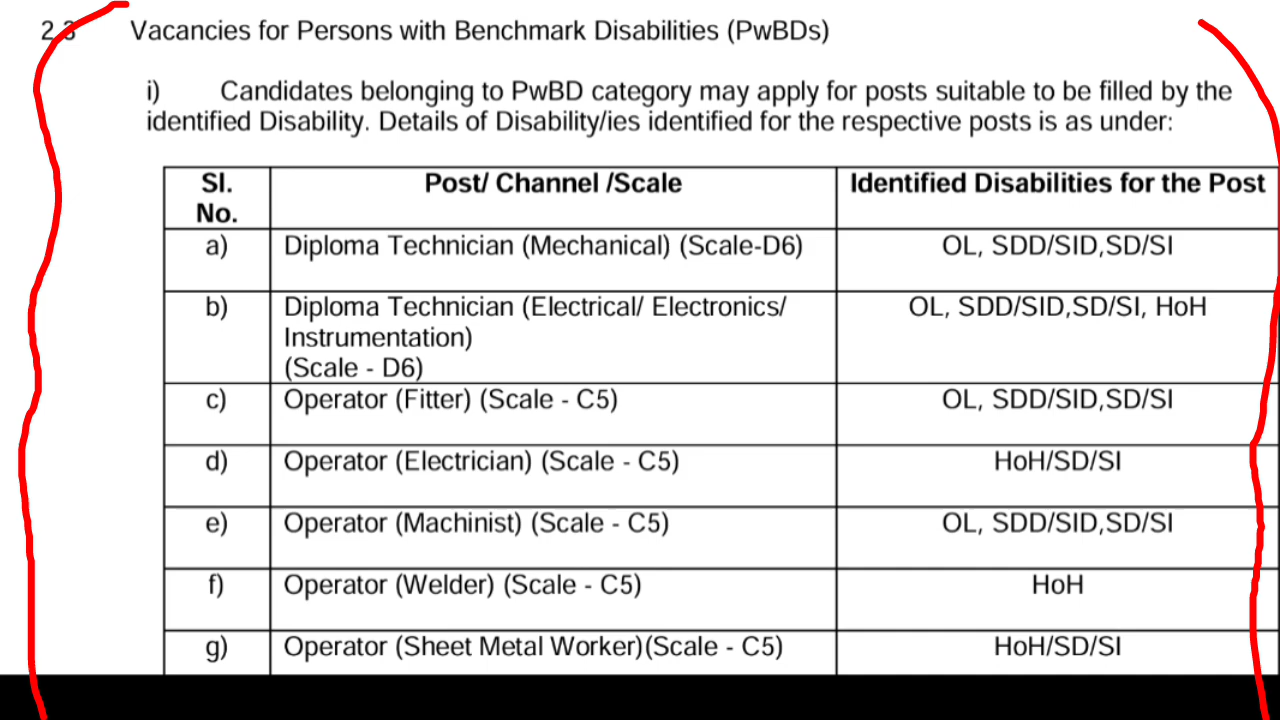 2.3 Vacancies for Persons with Benchmark Disabilities (PwBDs)
i) Candidates belonging to PwBD category may apply for posts suitable to be filled by the
identified Disability. Details of Disability/ies identified for the respective posts is as under:
Sl. No. Post/ Channel /Scale Identified Disabilities for the Post
a) Diploma Technician (Mechanical) (Scale-D6) OL, SDD/SID,SD/SI
b) Diploma Technician (Electrical/ Electronics/ OL, SDD/SID,SD/SI, HoH
Instrumentation)
(Scale - D6)
c) Operator (Fitter) (Scale - C5) OL, SDD/SID,SD/SI
d) Operator (Electrician) (Scale - C5) HoH/SD/SI
e) Operator (Machinist) (Scale - C5) OL, SDD/SID,SD/SI
f) Operator (Welder) (Scale - C5) HoH
g) Operator (Sheet Metal Worker)(Scale - C5) HoH/SD/SI